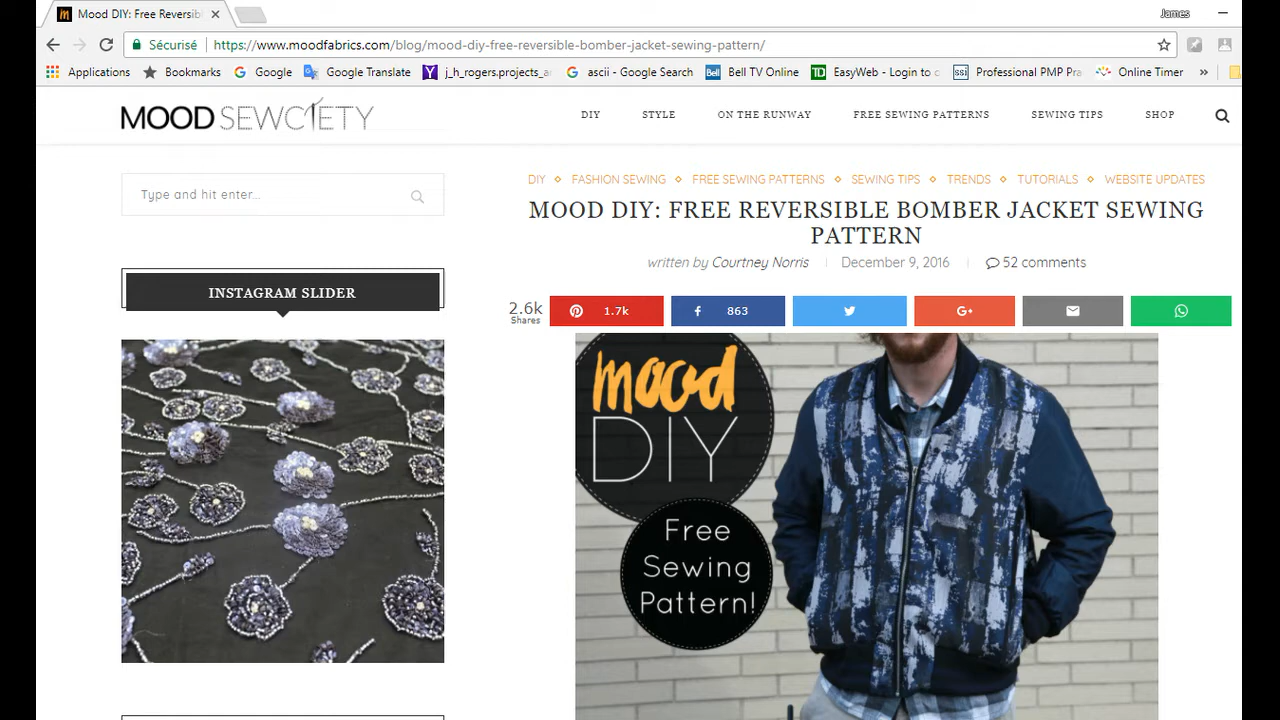 Mood DIY: Free Reversib
James
Sécurisé
https://www.moodfabrics.com/blog/mood-diy-free-reversible-bomber-jacket-sewing-pattern/
Applications Bookmarks Google Google Translate j_h_rogers.projects_a ascii - Google Search Bell TV Online EasyWeb - Login to c Professional PMP Pra Online Timer »
MOOD SEWCIETY
DIY STYLE ON THE RUNWAY FREE SEWING PATTERNS SEWING TIPS SHOP
Type and hit enter...
INSTAGRAM SLIDER
DIY FASHION SEWING FREE SEWING PATTERNS SEWING TIPS TRENDS TUTORIALS WEBSITE UPDATES
MOOD DIY: FREE REVERSIBLE BOMBER JACKET SEWING
PATTERN
written by Courtney Norris December 9, 2016 52 comments
2.6k
Shares
1.7k 863 G+
mood
DIY
Free
Sewing
Pattern!